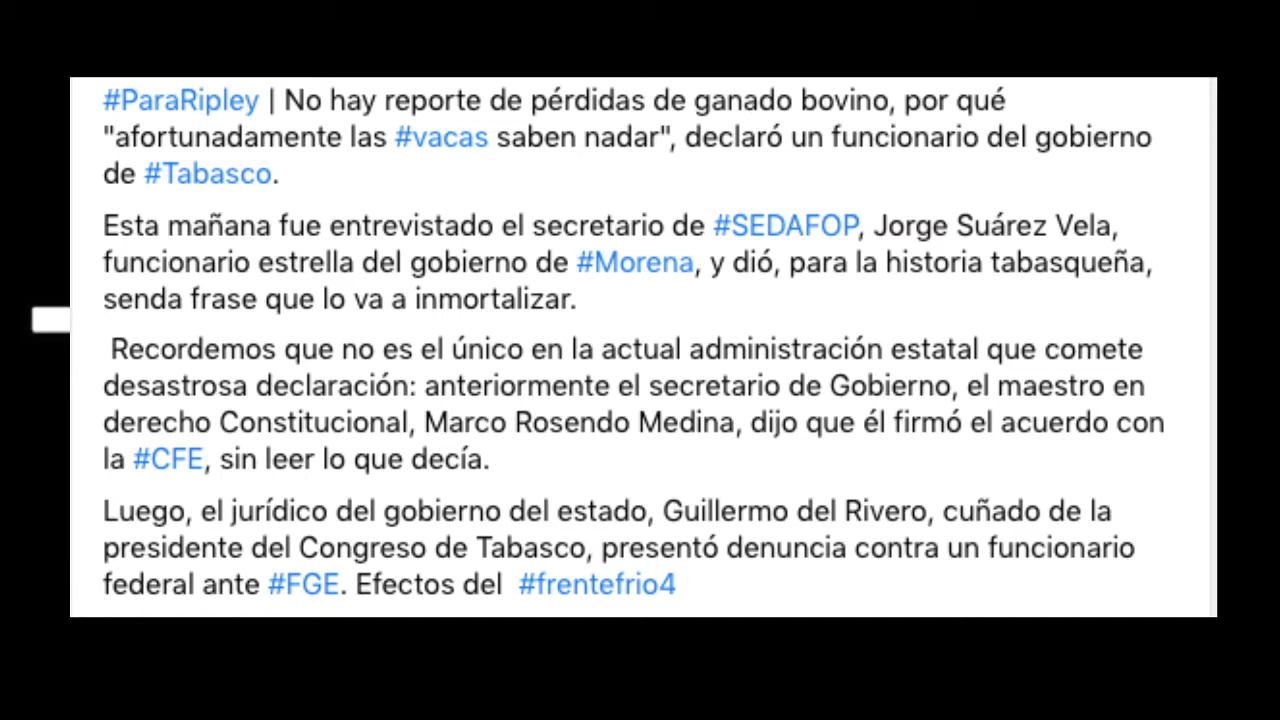 #ParaRipley | No hay reporte de pérdidas de ganado bovino, por qué
"afortunadamente las #vacas saben nadar", declaró un funcionario del gobierno
de #Tabasco.
Esta mañana fue entrevistado el secretario de #SEDAFOP, Jorge Suárez Vela,
funcionario estrella del gobierno de #Morena, y dió, para la historia tabasqueña,
senda frase que lo va a inmortalizar.
Recordemos que no es el único en la actual administración estatal que comete
desastrosa declaración: anteriormente el secretario de Gobierno, el maestro en
derecho Constitucional, Marco Rosendo Medina, dijo que él firmó el acuerdo con
la #CFE, sin leer lo que decía.
Luego, el jurídico del gobierno del estado, Guillermo del Rivero, cuñado de la
presidente del Congreso de Tabasco, presentó denuncia contra un funcionario
federal ante #FGE. Efectos del #frentefrio4